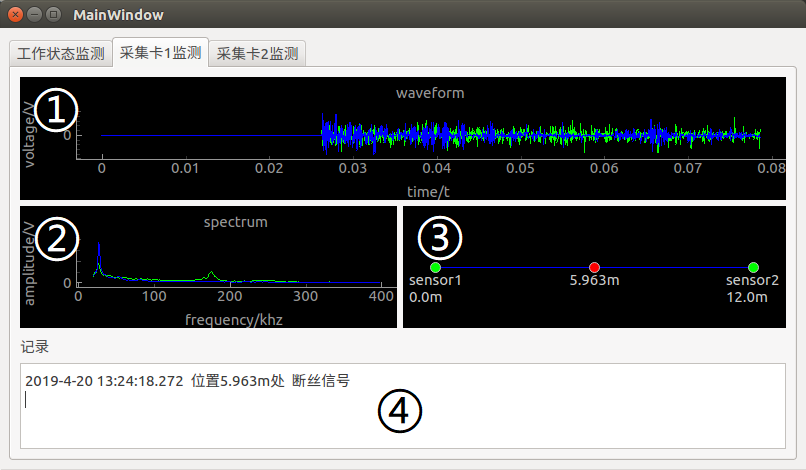 MainWindow
工作状态监测 采集卡1监测 采集卡2监测
①
waveform
voltage/V
0
0 0.01 0.02 0.03 0.04 0.05 0.06 0.07 0.08
time/t
②
spectrum
amplitude/V
0
0 100 200 300 400
frequency/khz
③
sensor1 5.963m sensor2
0.0m 12.0m
记录
2019-4-20 13:24:18.272 位置5.963m处 断丝信号
④